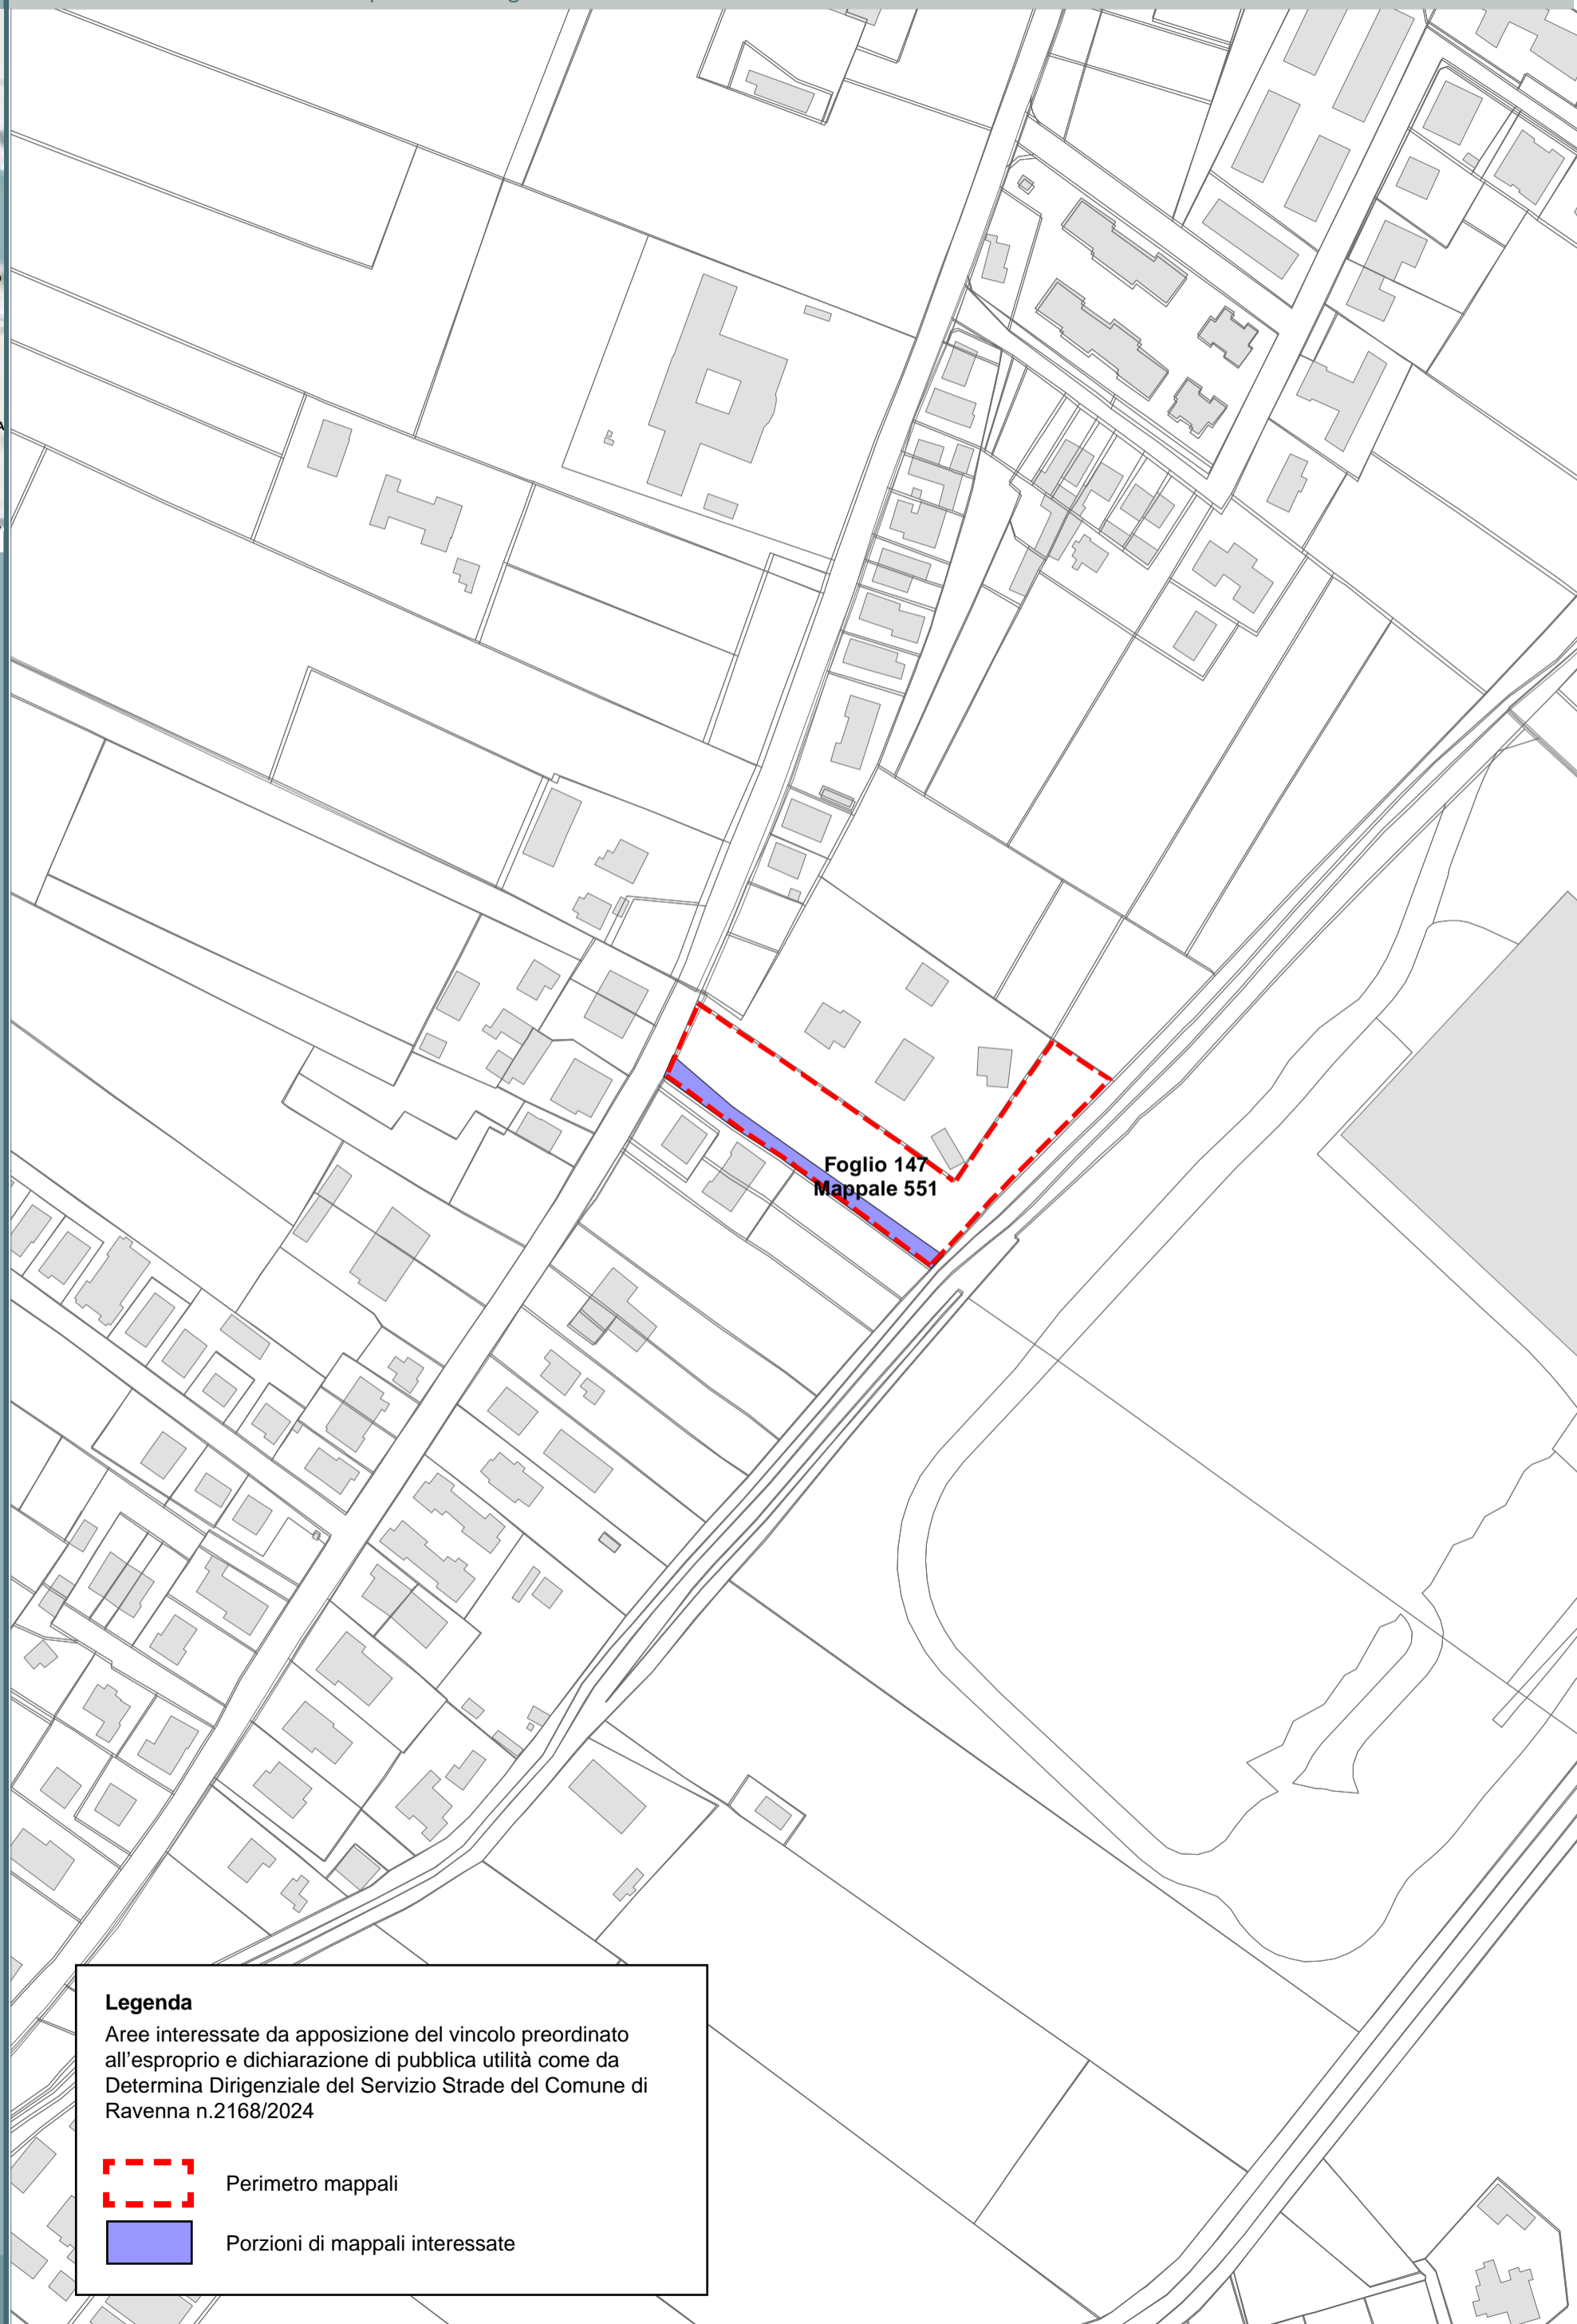 Foglio 147
Mappale 551
Legenda
Aree interessate da apposizione del vincolo preordinato
all'esproprio e dichiarazione di pubblica utilità come da
Determina Dirigenziale del Servizio Strade del Comune di
Ravenna n.2168/2024
Perimetro mappali
Porzioni di mappali interessate